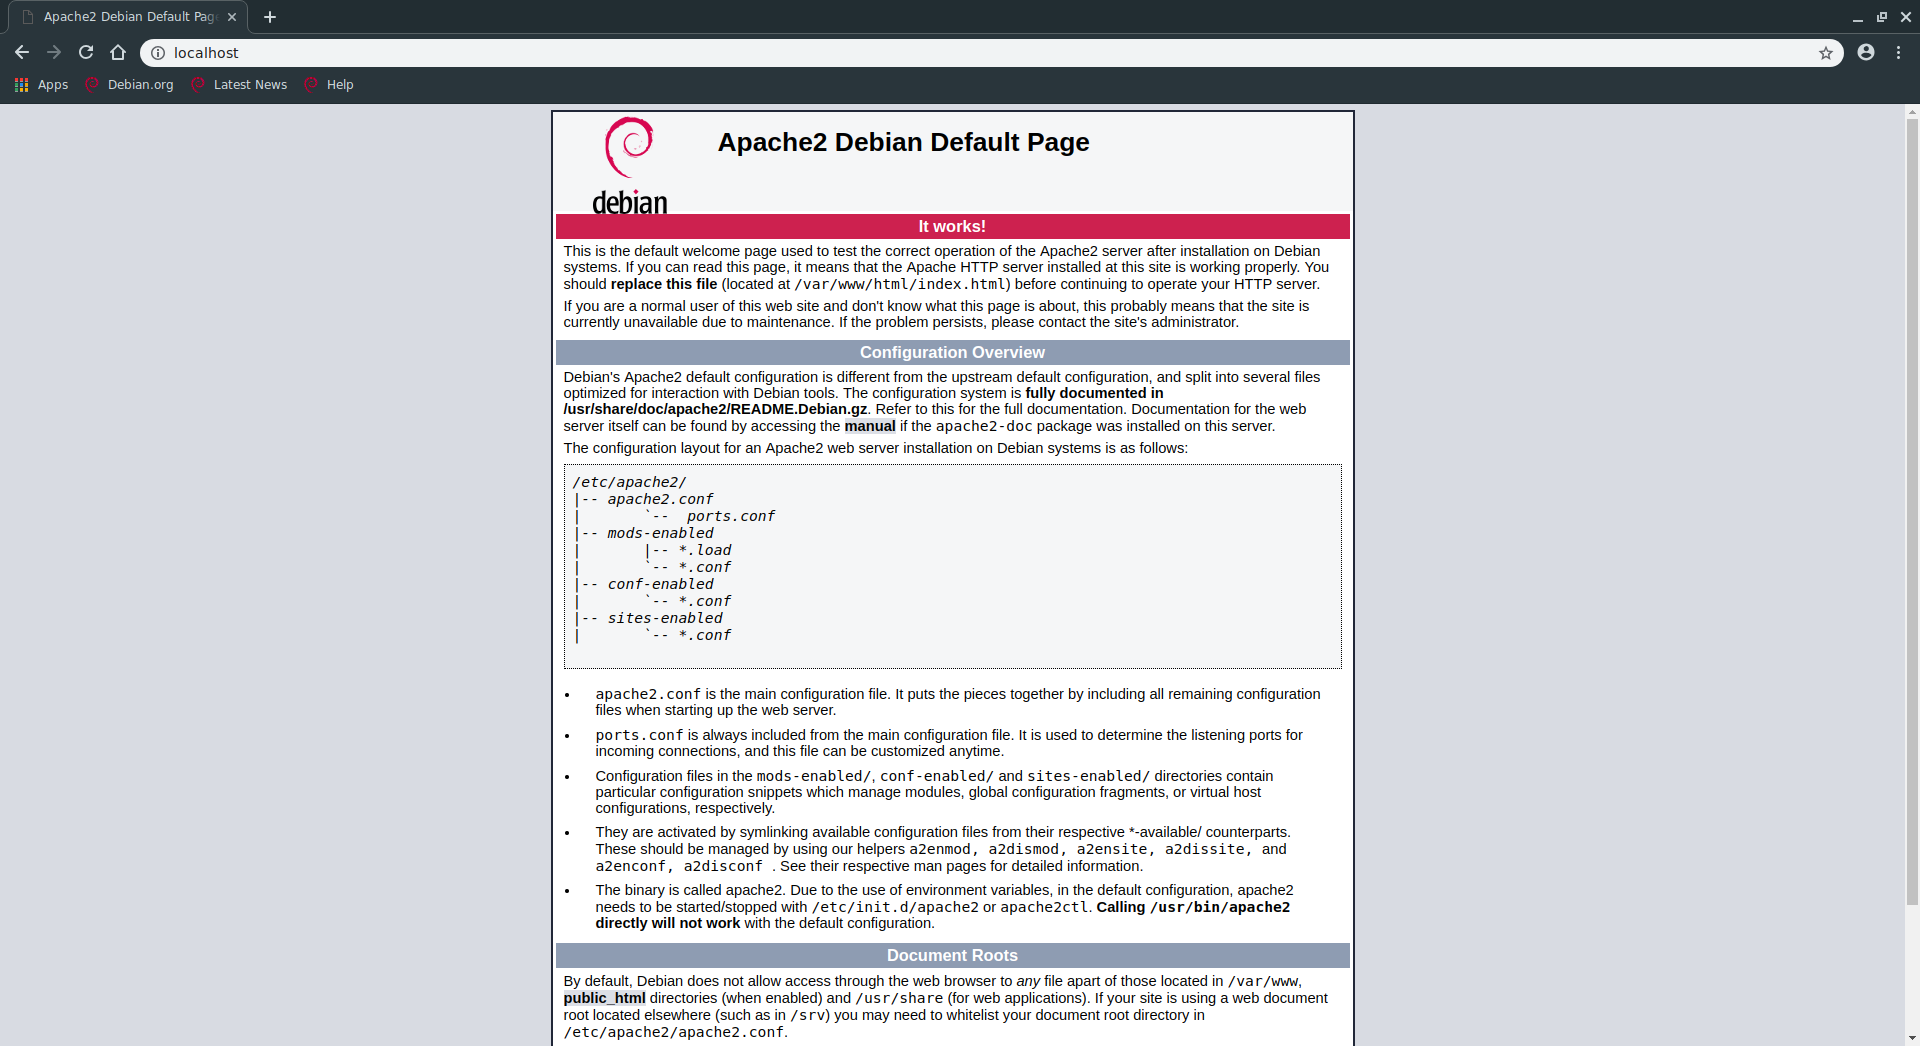 Apache2 Debian Default Pag
localhost
Apps
Debian.org
Latest News
Help
debian
Apache2 Debian Default Page
It works!
This is the default welcome page used to test the correct operation of the Apache2 server after installation on Debian
systems. If you can read this page, it means that the Apache HTTP server installed at this site is working properly. You
should replace this file (located at /var/www/html/index.html) before continuing to operate your HTTP server.
If you are a normal user of this web site and don't know what this page is about, this probably means that the site is
currently unavailable due to maintenance. If the problem persists, please contact the site's administrator.
Configuration Overview
Debian's Apache2 default configuration is different from the upstream default configuration, and split into several files
optimized for interaction with Debian tools. The configuration system is fully documented in
/usr/share/doc/apache2/README.Debian.gz. Refer to this for the full documentation. Documentation for the web
server itself can be found by accessing the manual if the apache2-doc package was installed on this server.
The configuration layout for an Apache2 web server installation on Debian systems is as follows:
/etc/apache2/
|-- apache2.conf
|       `--  ports.conf
|-- mods-enabled
|       |-- *.load
|       `-- *.conf
|-- conf-enabled
|       `-- *.conf
|-- sites-enabled
|       `-- *.conf
• apache2.conf is the main configuration file. It puts the pieces together by including all remaining configuration
files when starting up the web server.
• ports.conf is always included from the main configuration file. It is used to determine the listening ports for
incoming connections, and this file can be customized anytime.
• Configuration files in the mods-enabled/, conf-enabled/ and sites-enabled/ directories contain
particular configuration snippets which manage modules, global configuration fragments, or virtual host
configurations, respectively.
• They are activated by symlinking available configuration files from their respective *-available/ counterparts.
These should be managed by using our helpers a2enmod, a2dismod, a2ensite, a2dissite, and
a2enconf, a2disconf . See their respective man pages for detailed information.
• The binary is called apache2. Due to the use of environment variables, in the default configuration, apache2
needs to be started/stopped with /etc/init.d/apache2 or apache2ctl. Calling /usr/bin/apache2
directly will not work with the default configuration.
Document Roots
By default, Debian does not allow access through the web browser to any file apart of those located in /var/www,
public_html directories (when enabled) and /usr/share (for web applications). If your site is using a web document
root located elsewhere (such as in /srv) you may need to whitelist your document root directory in
/etc/apache2/apache2.conf.